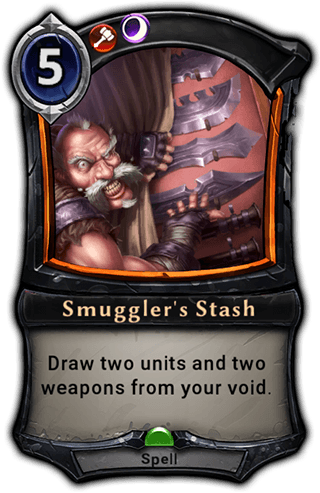 5
Smuggler's Stash
Draw two units and two
weapons from your void.
Spell